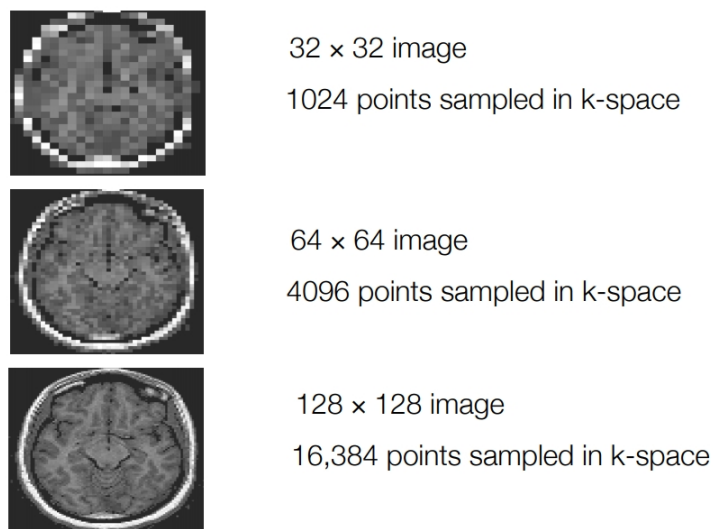 32 × 32 image
1024 points sampled in k-space
64 × 64 image
4096 points sampled in k-space
128 × 128 image
16,384 points sampled in k-space